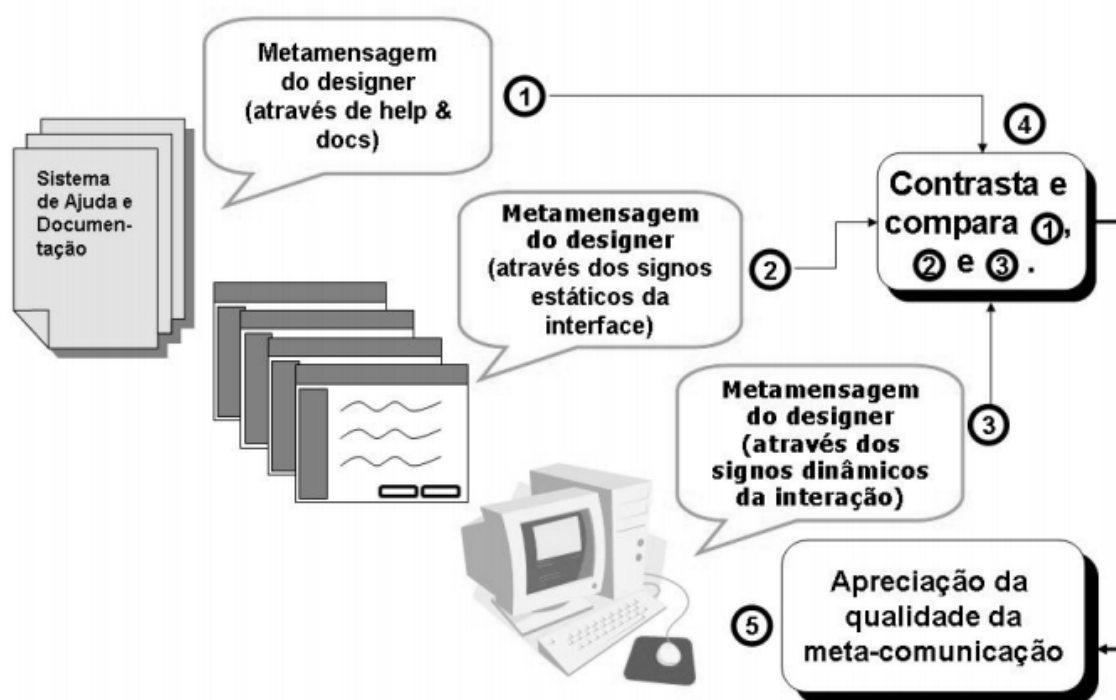 Metamensagem
do designer
(através de help &
docs)
1
4
Sistema
de Ajuda e
Documen-
tação
Contrasta e
compara 1,
2 e 3 .
Metamensagem
do designer
(através dos signos
estáticos da
interface)
2
Metamensagem
do designer
(através dos
signos dinâmicos
da interação)
3
5
Apreciação da
qualidade da
meta-comunicação